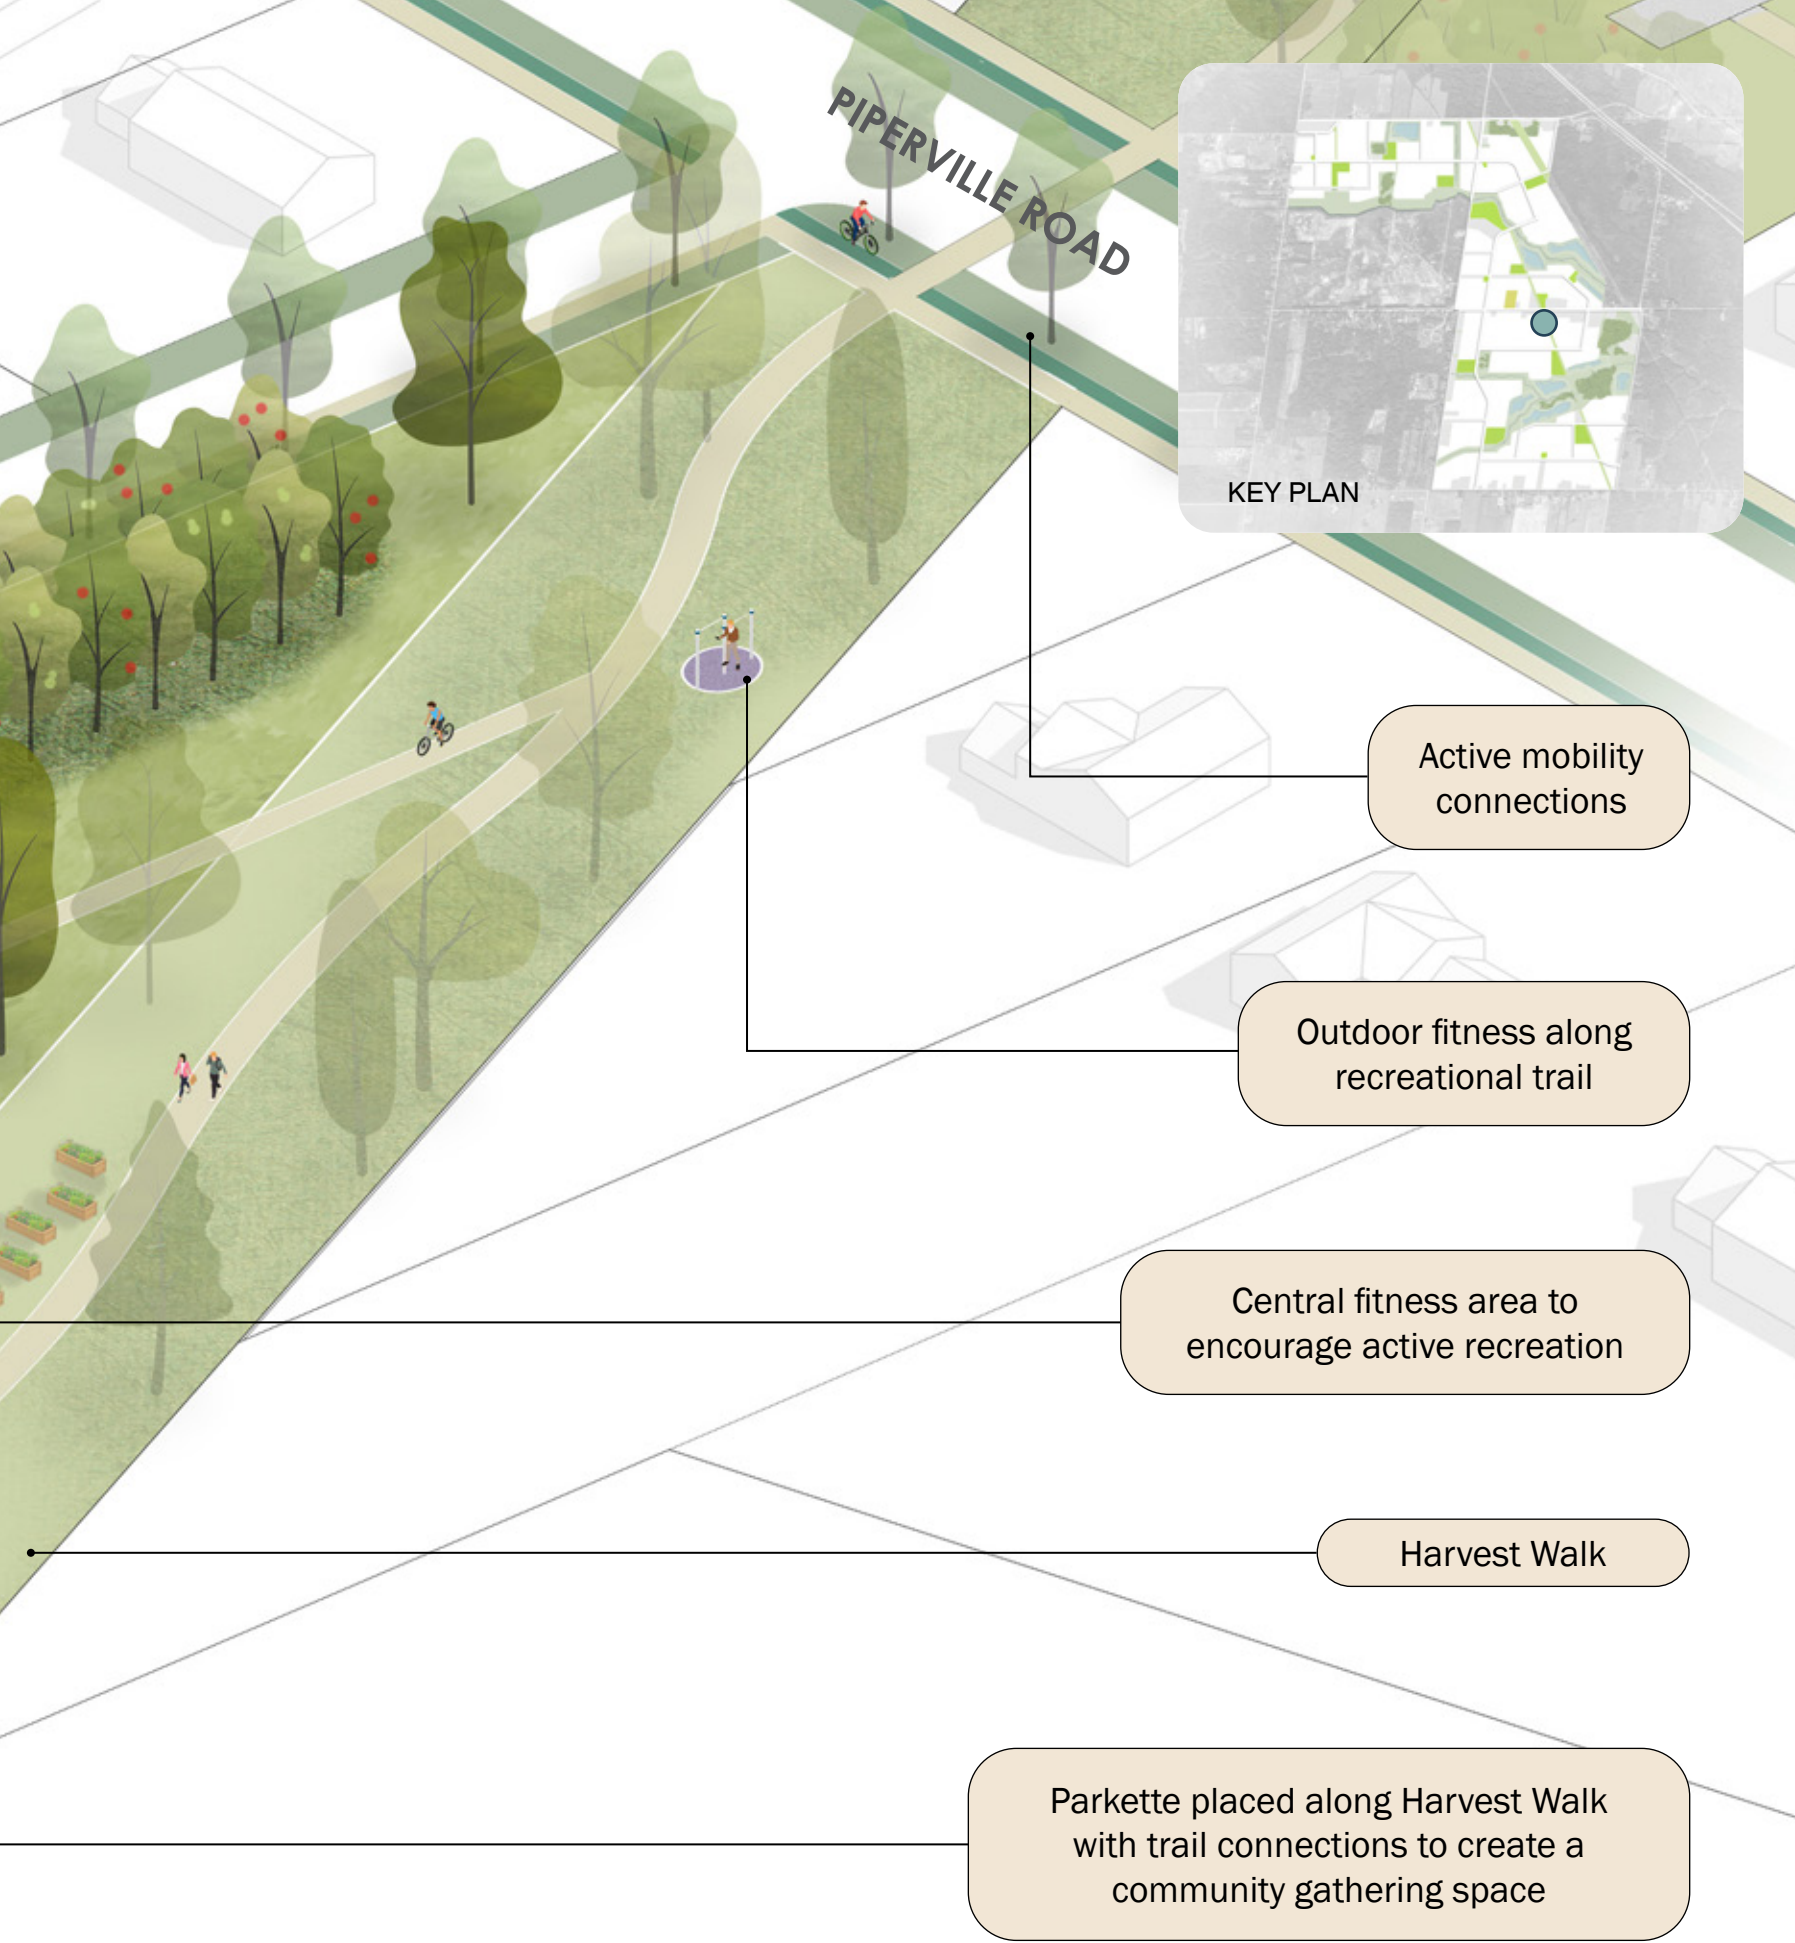 PIPERVILLE ROAD
KEY PLAN
Active mobility
connections
Outdoor fitness along
recreational trail
Central fitness area to
encourage active recreation
Harvest Walk
Parkette placed along Harvest Walk
with trail connections to create a
community gathering space